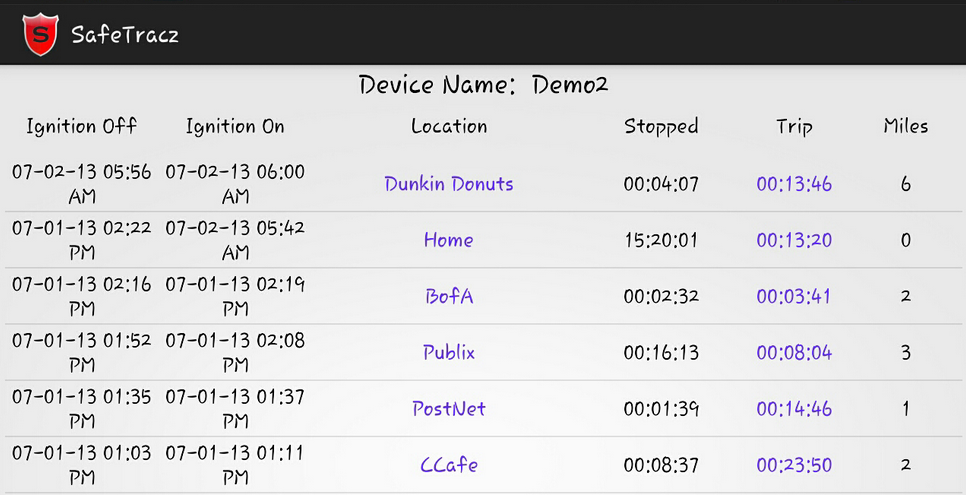 S SafeTracz
Device Name: Demo2
Ignition Off Ignition On Location Stopped Trip Miles
07-02-13 05:56 AM 07-02-13 06:00 AM Dunkin Donuts 00:04:07 00:13:46 6
07-01-13 02:22 PM 07-02-13 05:42 AM Home 15:20:01 00:13:20 0
07-01-13 02:16 PM 07-01-13 02:19 PM BofA 00:02:32 00:03:41 2
07-01-13 01:52 PM 07-01-13 02:08 PM Publix 00:16:13 00:08:04 3
07-01-13 01:35 PM 07-01-13 01:37 PM PostNet 00:01:39 00:14:46 1
07-01-13 01:03 PM 07-01-13 01:11 PM CCafe 00:08:37 00:23:50 2